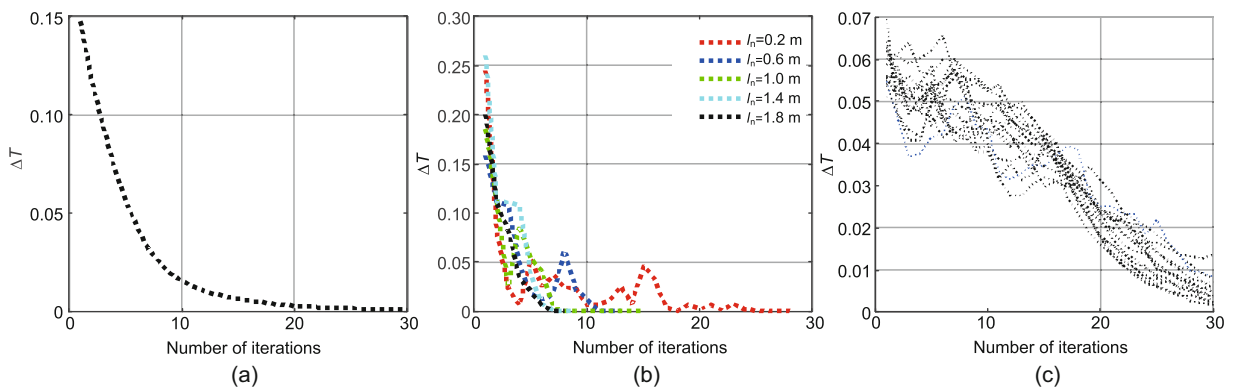 0.15
0.10
0.05
0
ΔT
0
10
20
30
Number of iterations
(a)
0.30
0.25
0.20
0.15
0.10
0.05
0
ΔT
0
10
20
30
Number of iterations
lₙ=0.2 m
lₙ=0.6 m
lₙ=1.0 m
lₙ=1.4 m
lₙ=1.8 m
(b)
0.07
0.06
0.05
0.04
0.03
0.02
0.01
0
ΔT
0
10
20
30
Number of iterations
(c)